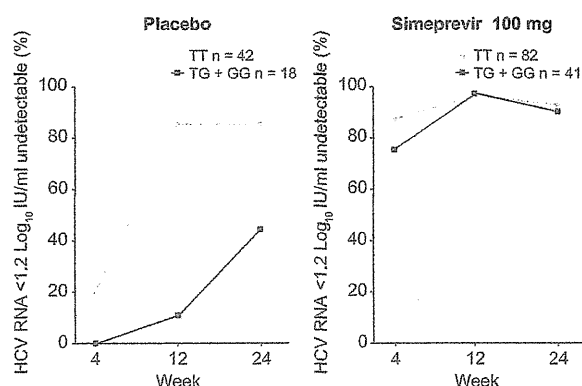 Placebo
TT n = 42
TG + GG n = 18
HCV RNA <1.2 Log10 IU/ml undetectable (%)
100
80
60
40
20
0
4 12 24
Week
Simeprevir 100 mg
TT n = 82
TG + GG n = 41
HCV RNA <1.2 Log10 IU/ml undetectable (%)
100
80
60
40
20
0
4 12 24
Week